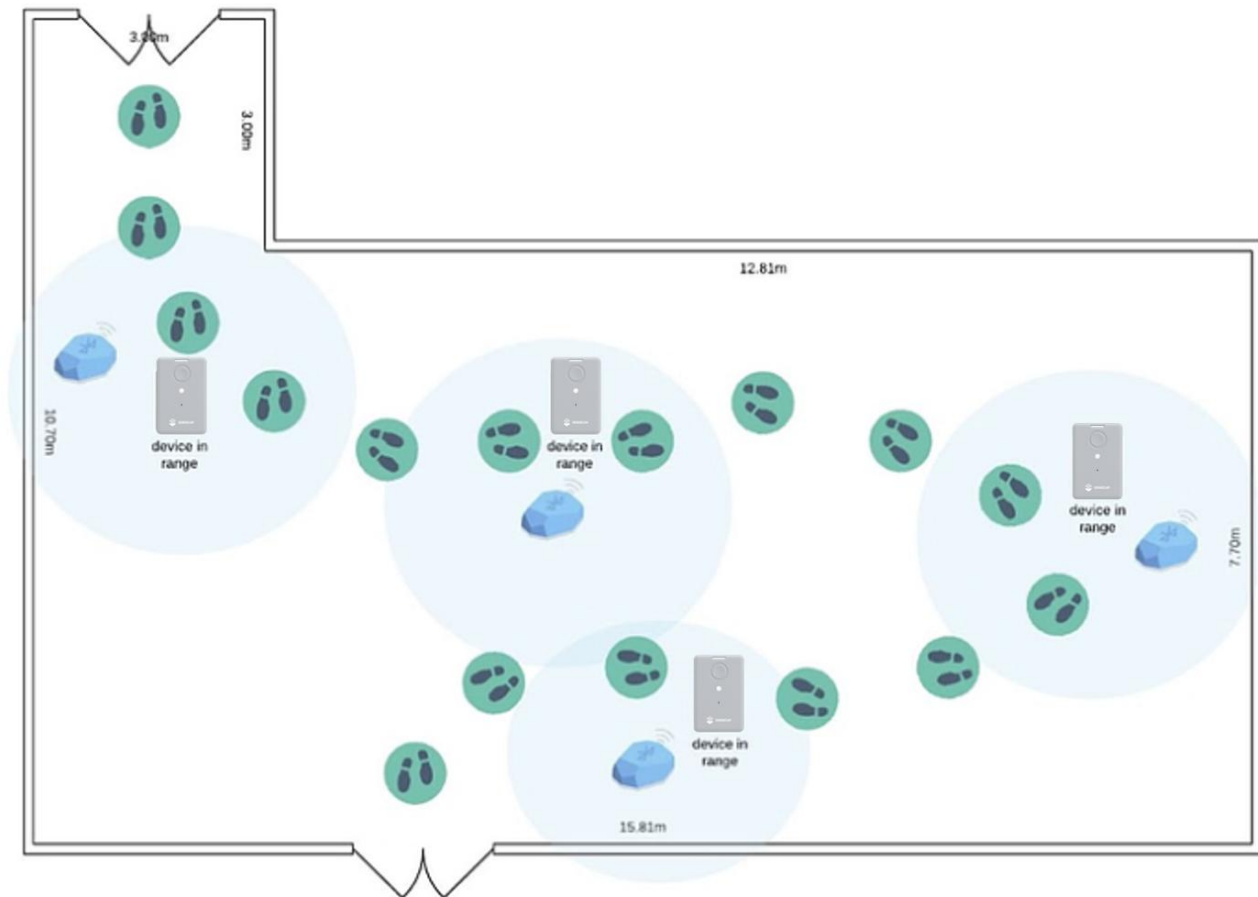 3.00m
12.81m
10.70m
device in
range
device in
range
device in
range
7.70m
device in
range
15.81m